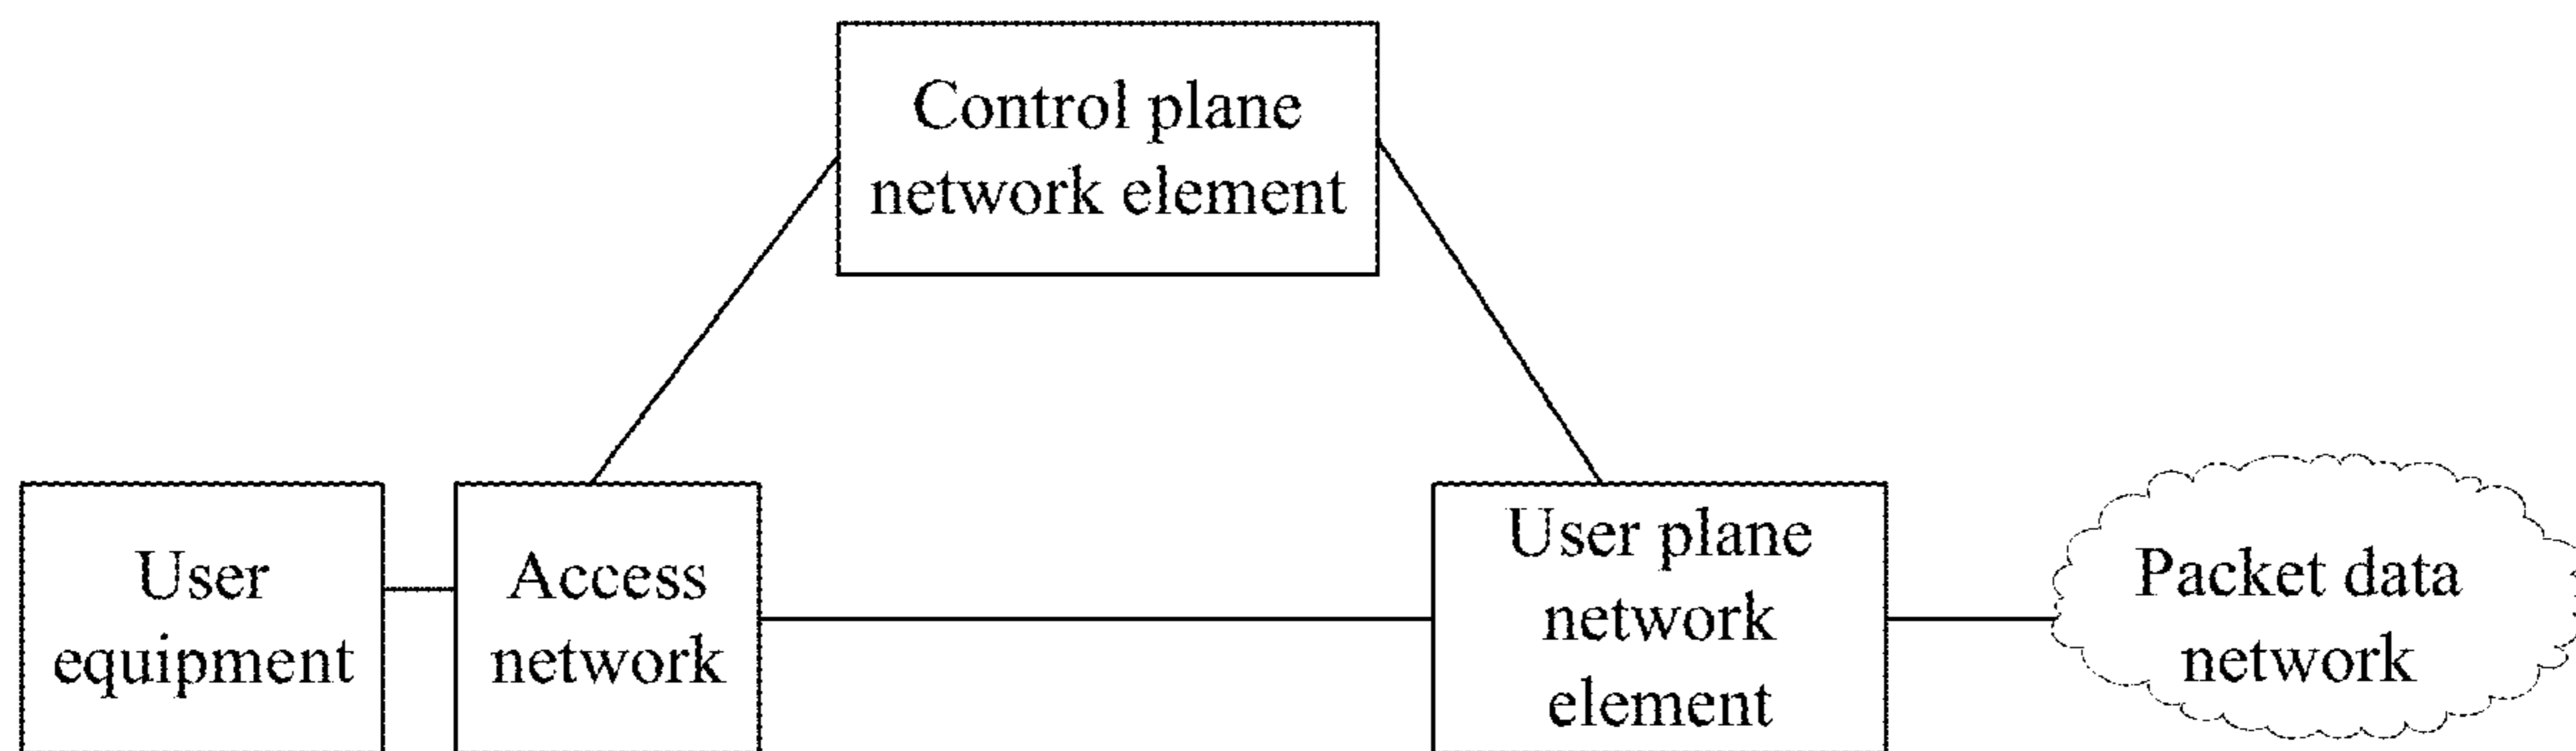 Control plane
network element
User
equipment
Access
network
User plane
network
element
Packet data
network